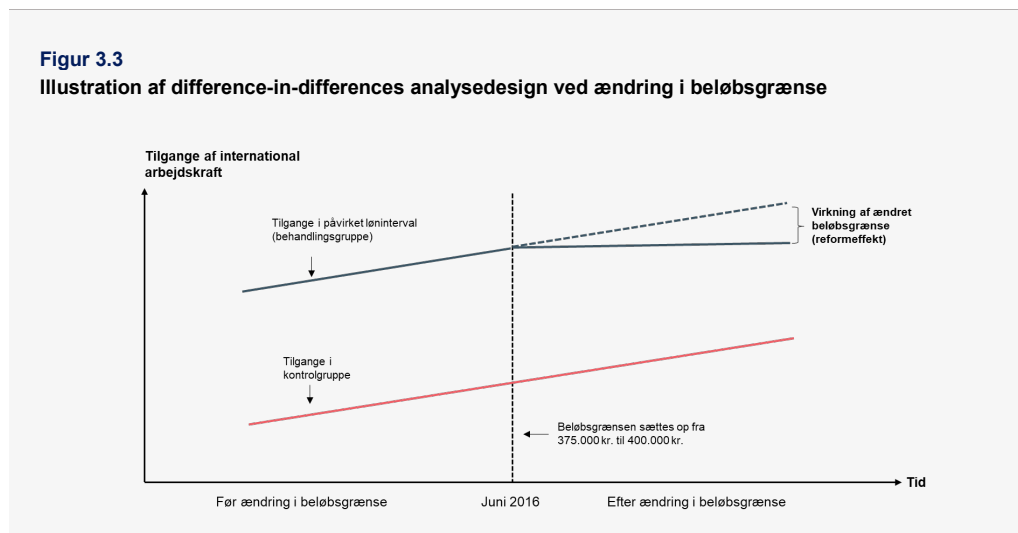 Figur 3.3
Illustration af difference-in-differences analysedesign ved ændring i beløbsgrænse
Tilgange af international
arbejdskraft
Tilgange i påvirket løninterval
(behandlingsgruppe)
Virkning af ændret
beløbsgrænse
(reformeffekt)
Tilgange i
kontrolgruppe
Beløbsgrænsen sættes op fra
375.000 kr. til 400.000 kr.
Tid
Før ændring i beløbsgrænse
Juni 2016
Efter ændring i beløbsgrænse